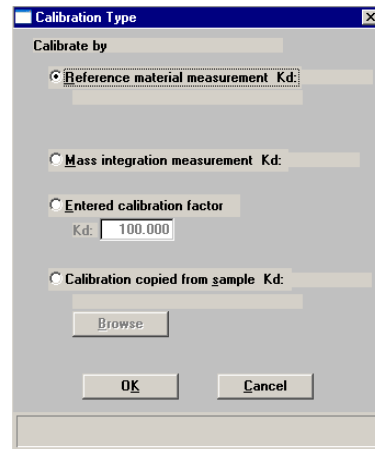 Calibration Type
Calibrate by
Reference material measurement Kd:
Mass integration measurement Kd:
Entered calibration factor
Kd: 100.000
Calibration copied from sample Kd:
Browse
OK Cancel